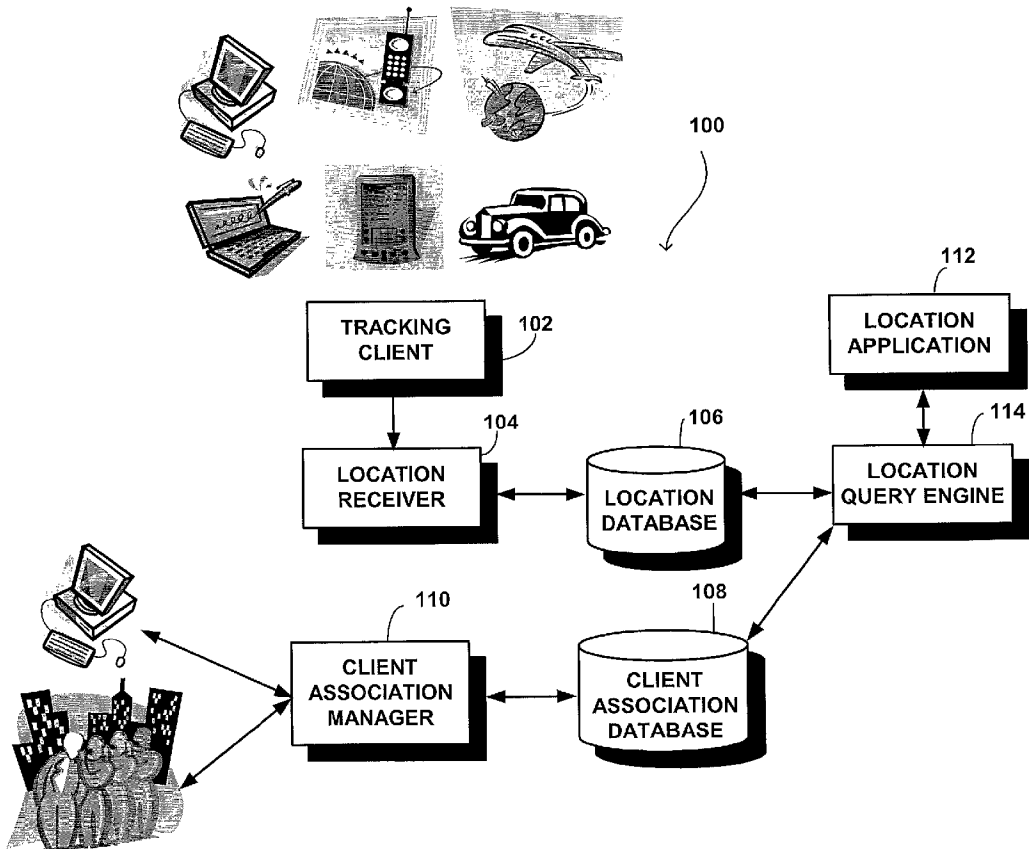 100
112
LOCATION
APPLICATION
TRACKING
CLIENT
102
104
LOCATION
RECEIVER
106
LOCATION
DATABASE
114
LOCATION
QUERY ENGINE
110
CLIENT
ASSOCIATION
MANAGER
108
CLIENT
ASSOCIATION
DATABASE